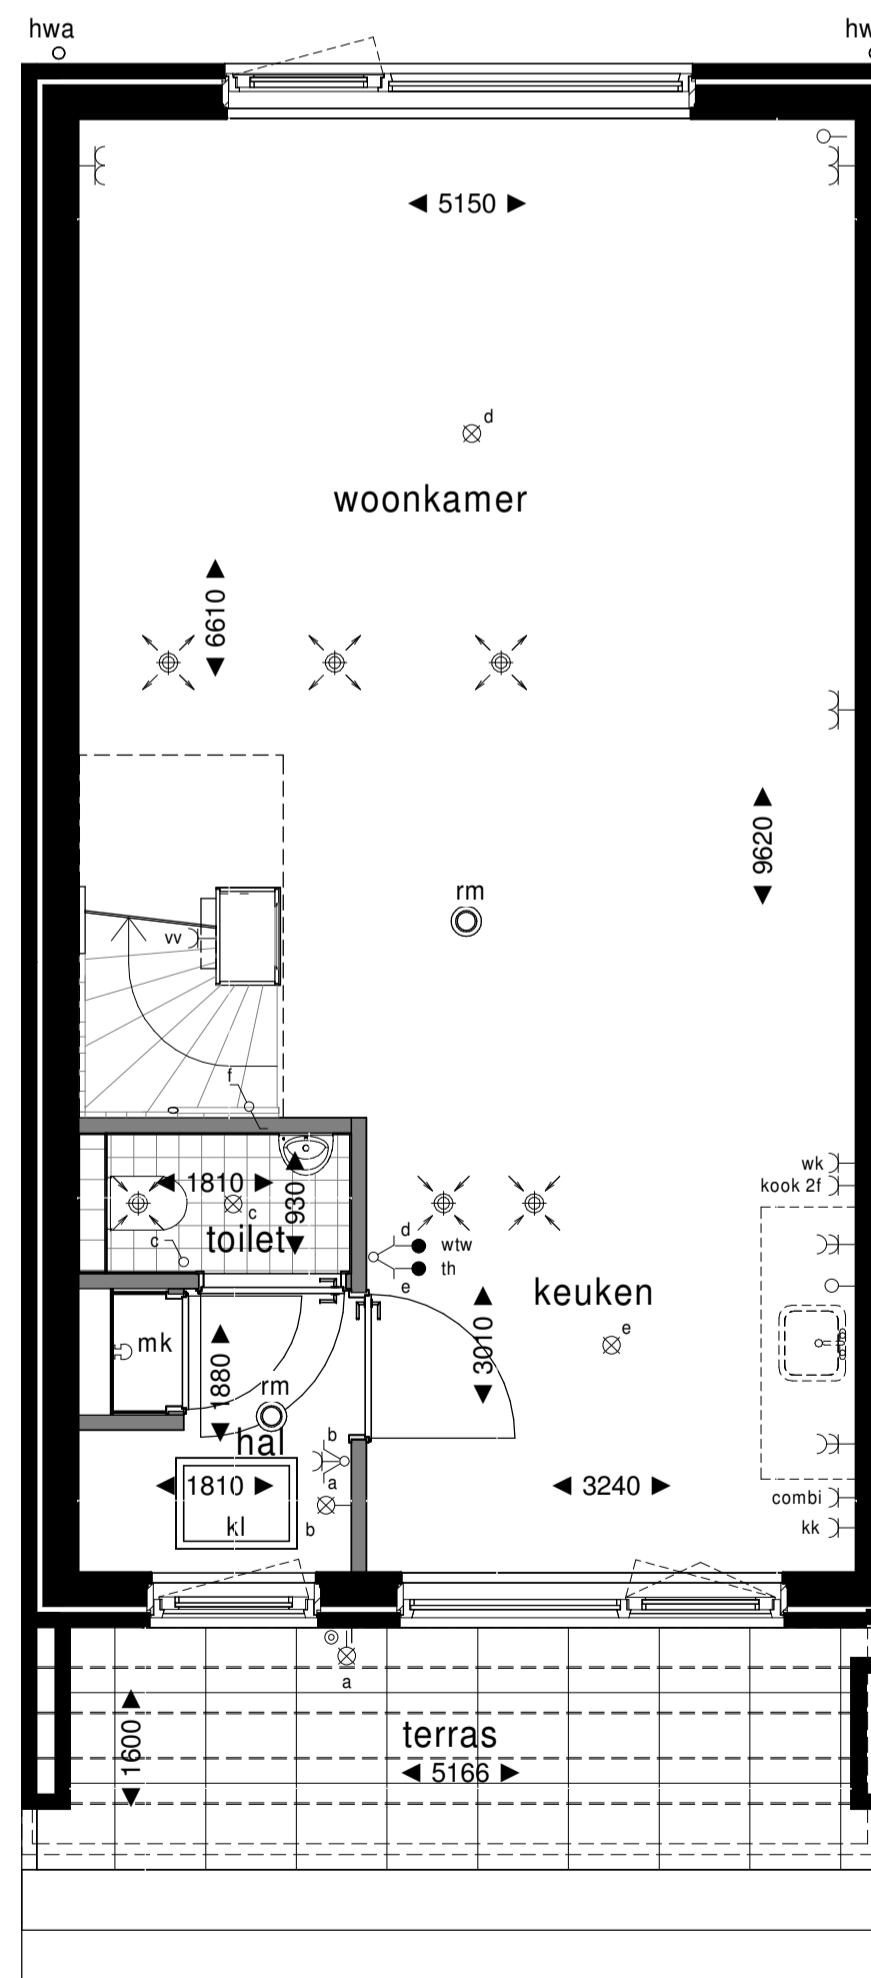 hwa
hw
5150
d
woonkamer
6610
9620
rm
vv
f
wk
kook 2f
1810
930
c
c
toilet
d
wtw
th
e
keuken
e
mk
3010
1880
rm
hal
b
a
1810
3240
combi
kl
b
kk
a
terras
1600
5166